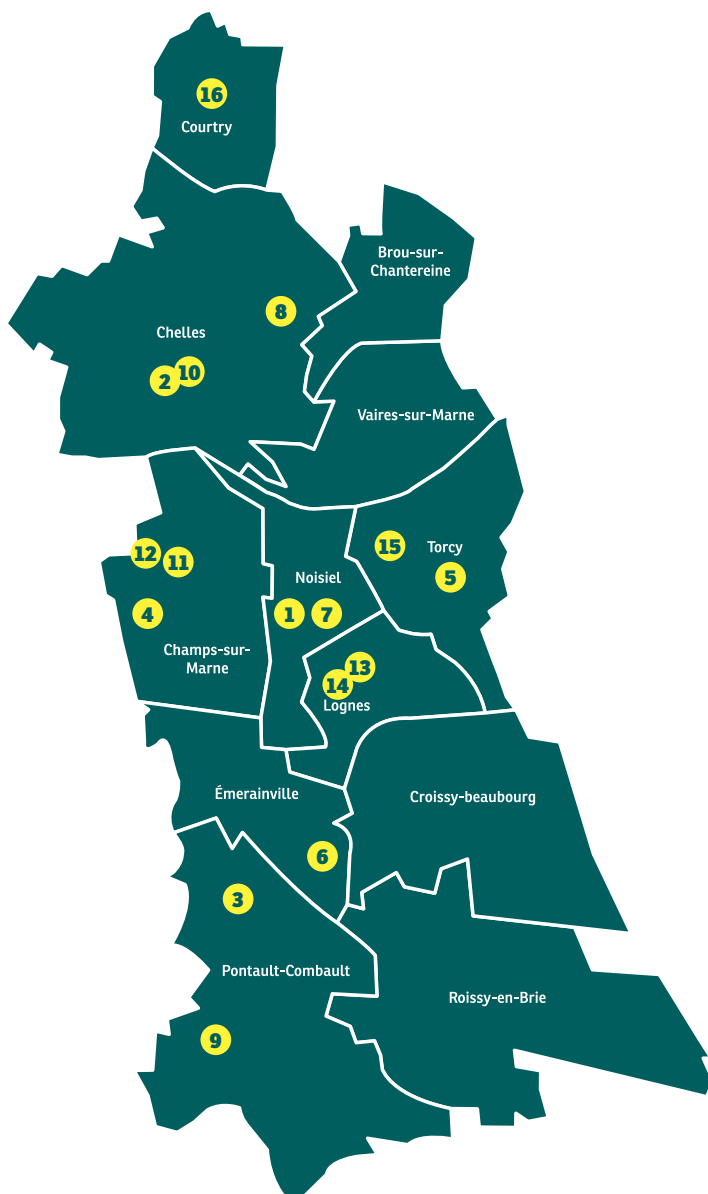 16
Courtry
Brou-sur-
Chantereine
8
Chelles
2
10
Vaires-sur-Marne
12
11
15
Torcy
5
Noisiel
4
1
7
Champs-sur-
Marne
13
14
Lognes
Émerainville
Croissy-beaubourg
6
3
Pontault-Combault
Roissy-en-Brie
9